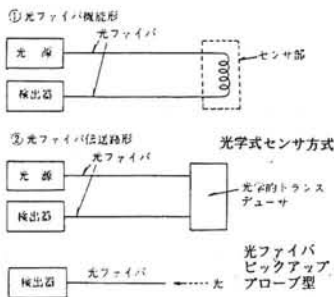 ①光ファイバ機能形
光ファイバ
光源
検出器
センサ部
②光ファイバ伝送路形
光ファイバ
光学式センサ方式
光源
検出器
光学的トランス
デューサ
光ファイバ
ピックアップ
プローブ型
検出器
光ファイバ
光